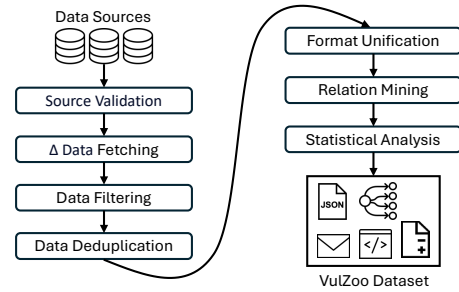 Data Sources
Source Validation
Δ Data Fetching
Data Filtering
Data Deduplication
Format Unification
Relation Mining
Statistical Analysis
JSON
</>
VulZoo Dataset